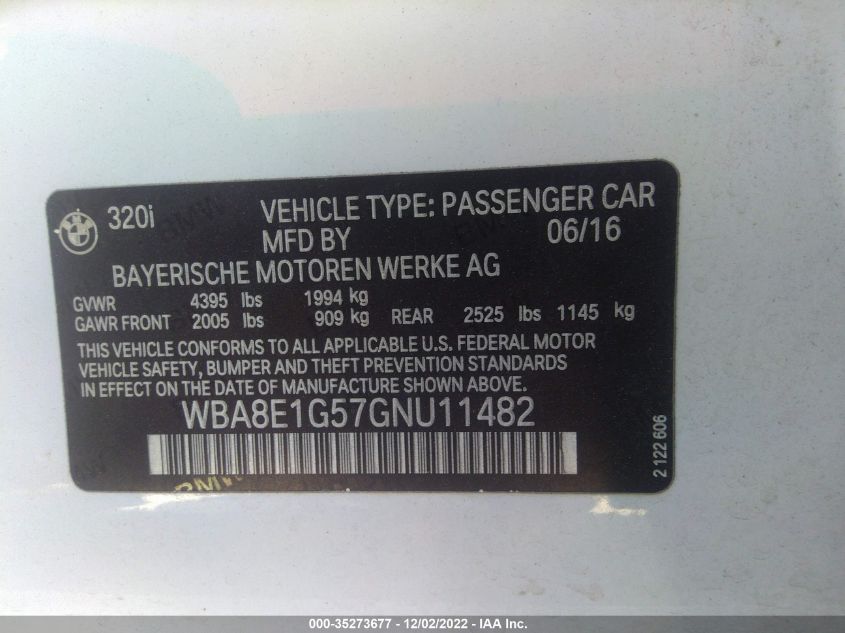 320i VEHICLE TYPE: PASSENGER CAR
MFD BY 06/16
BAYERISCHE MOTOREN WERKE AG
GVWR 4395 lbs 1994 kg
GAWR FRONT 2005 lbs 909 kg REAR 2525 lbs 1145 kg
THIS VEHICLE CONFORMS TO ALL APPLICABLE U.S. FEDERAL MOTOR
VEHICLE SAFETY, BUMPER AND THEFT PREVENTION STANDARDS
IN EFFECT ON THE DATE OF MANUFACTURE SHOWN ABOVE.
WBA8E1G57GNU11482
2 122 606
BMW
000-35273677 - 12/02/2022 - IAA Inc.